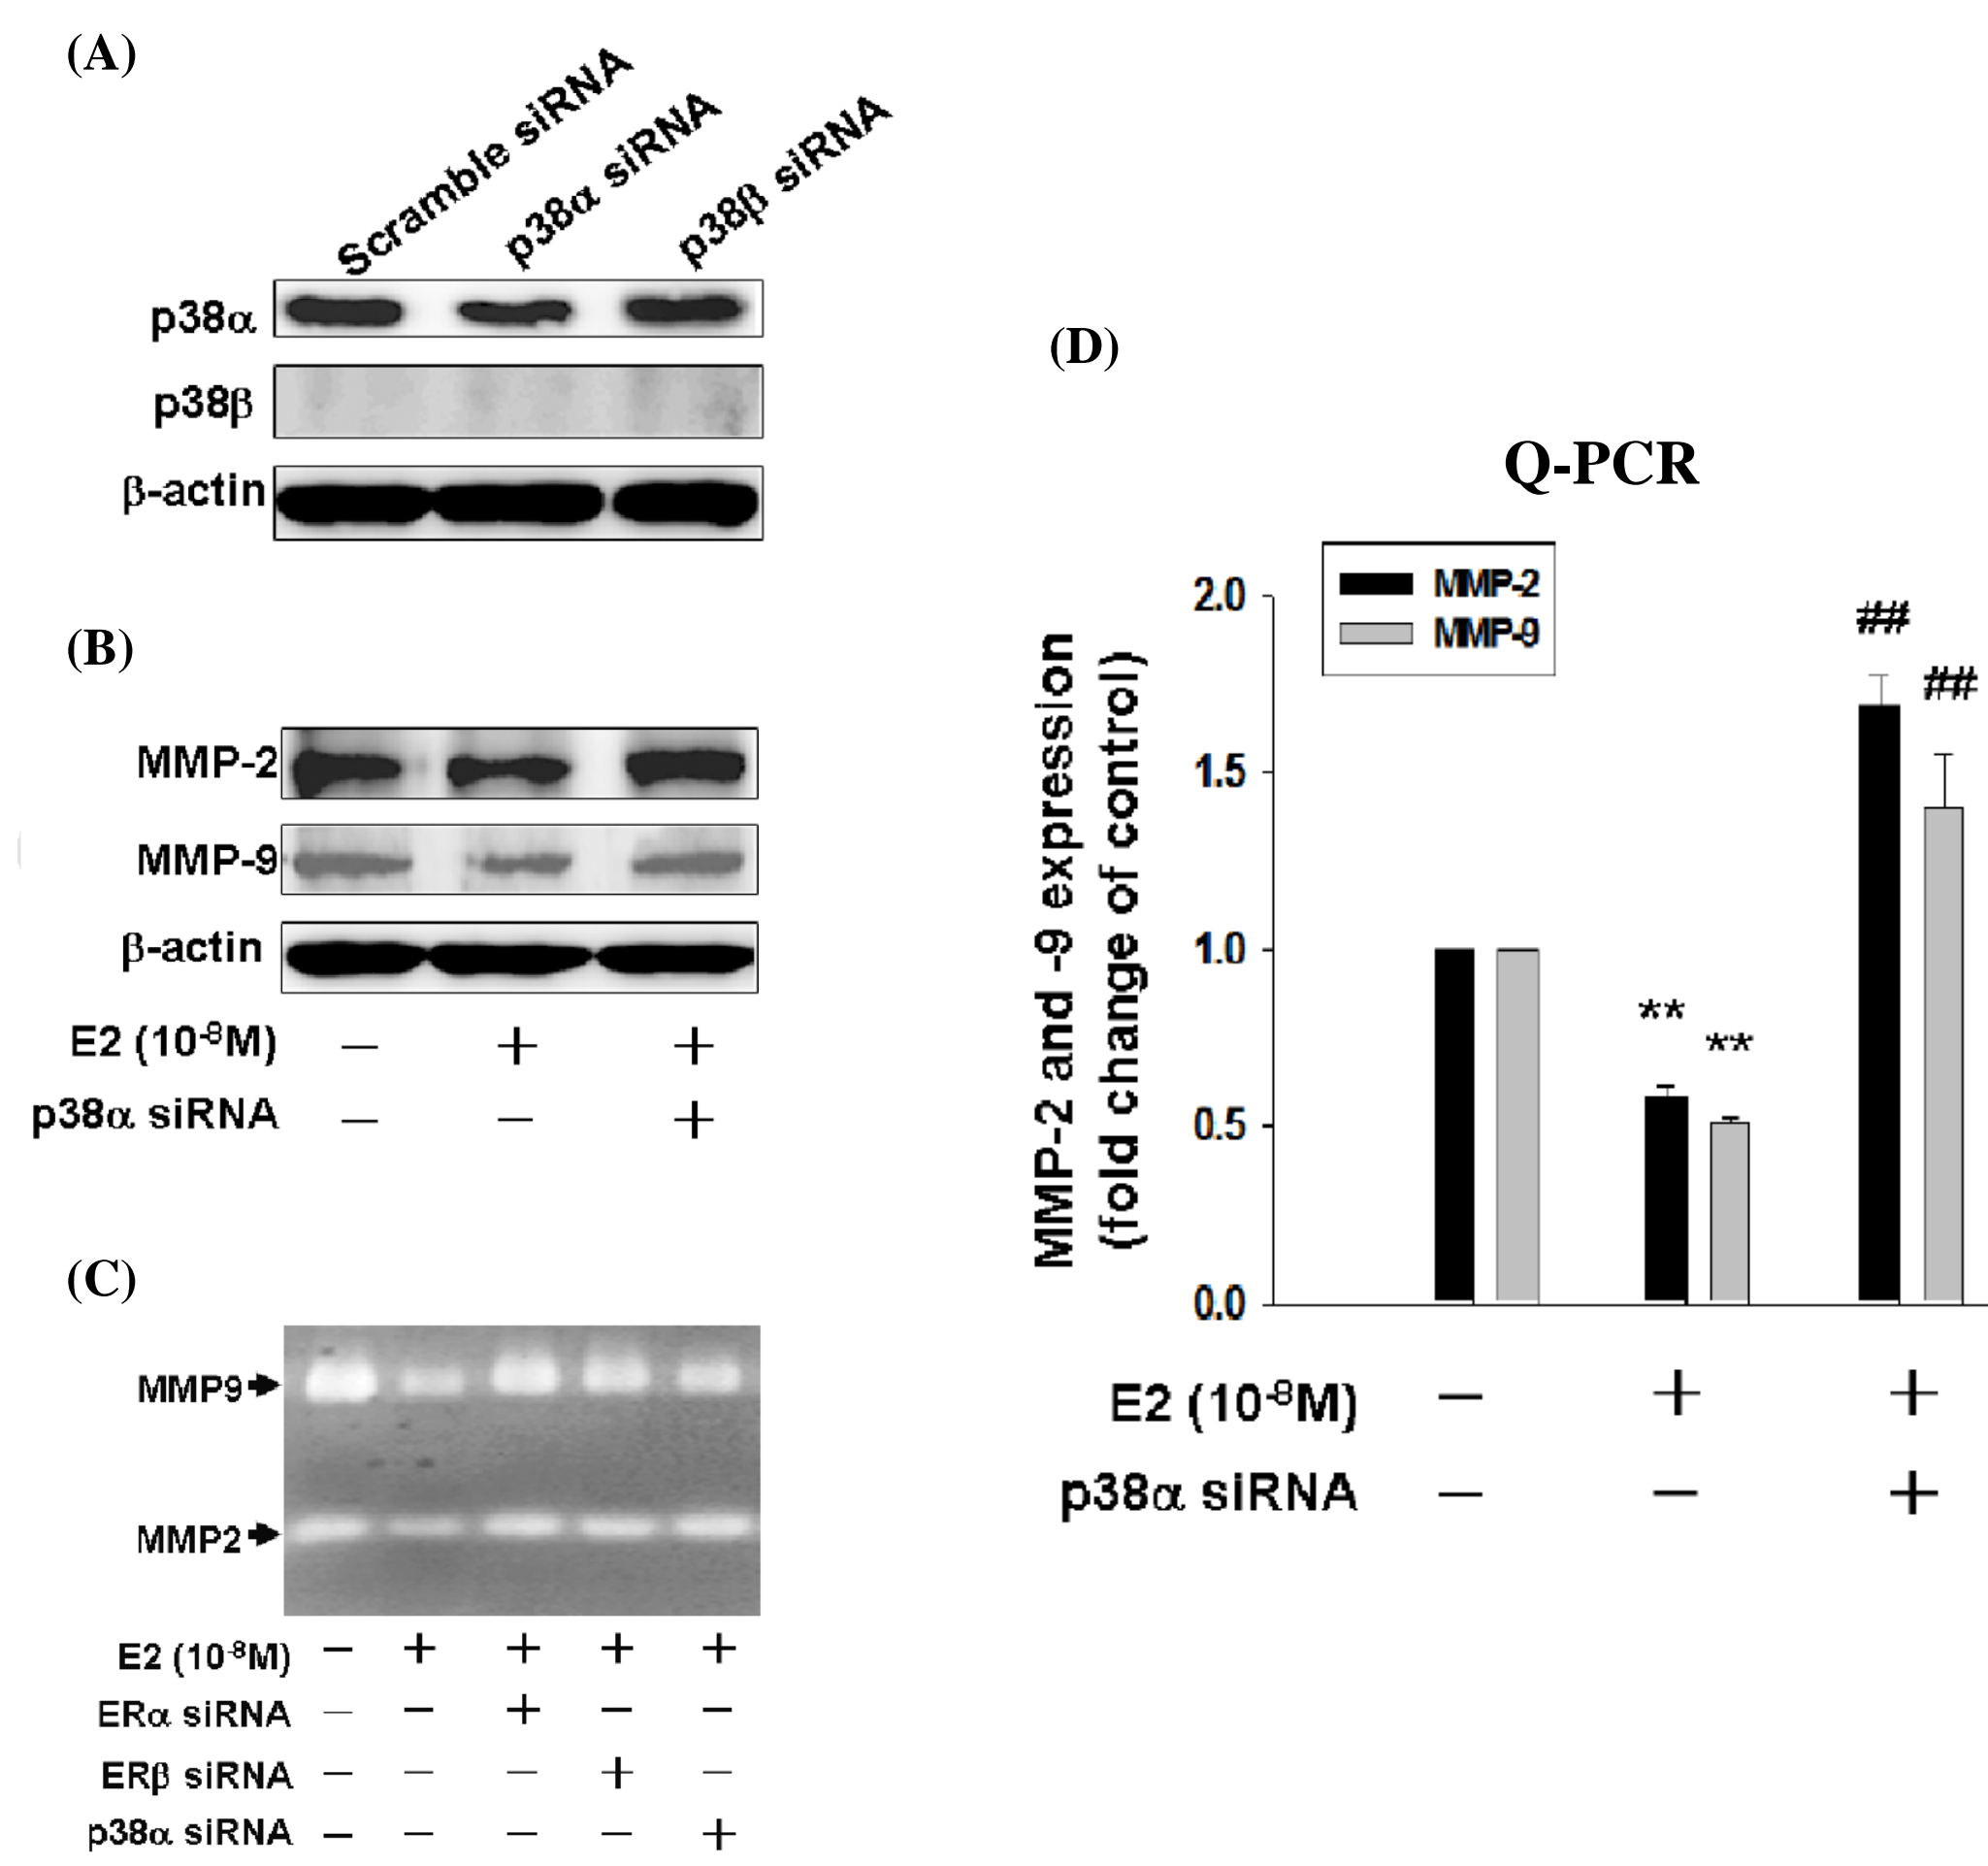 (A)
Scramble siRNA
p38α siRNA
p38β siRNA
p38α
p38β
β-actin
(B)
MMP-2
MMP-9
β-actin
E2 (10⁻⁸M) − + +
p38α siRNA − − +
(C)
MMP9
MMP2
E2 (10⁻⁸M) − + + + +
ERα siRNA − − + − −
ERβ siRNA − − − + −
p38α siRNA − − − − +
(D)
Q-PCR
MMP-2
MMP-9
MMP-2 and -9 expression
(fold change of control)
2.0
1.5
1.0
0.5
0.0
** **
## ##
E2 (10⁻⁸M) − + +
p38α siRNA − − +